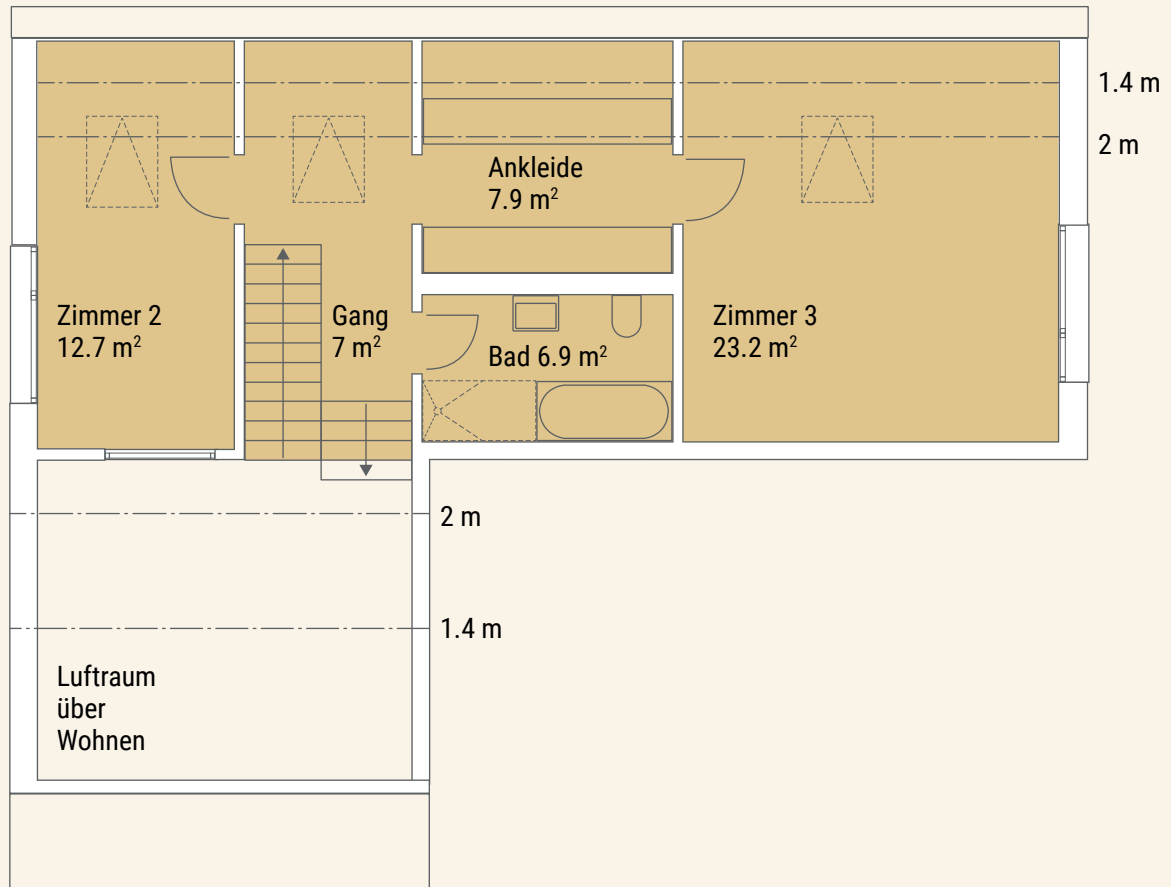 1.4 m
2 m
Ankleide
7.9 m²
Zimmer 2
12.7 m²
Gang
7 m²
Bad 6.9 m²
Zimmer 3
23.2 m²
2 m
1.4 m
Luftraum
über
Wohnen